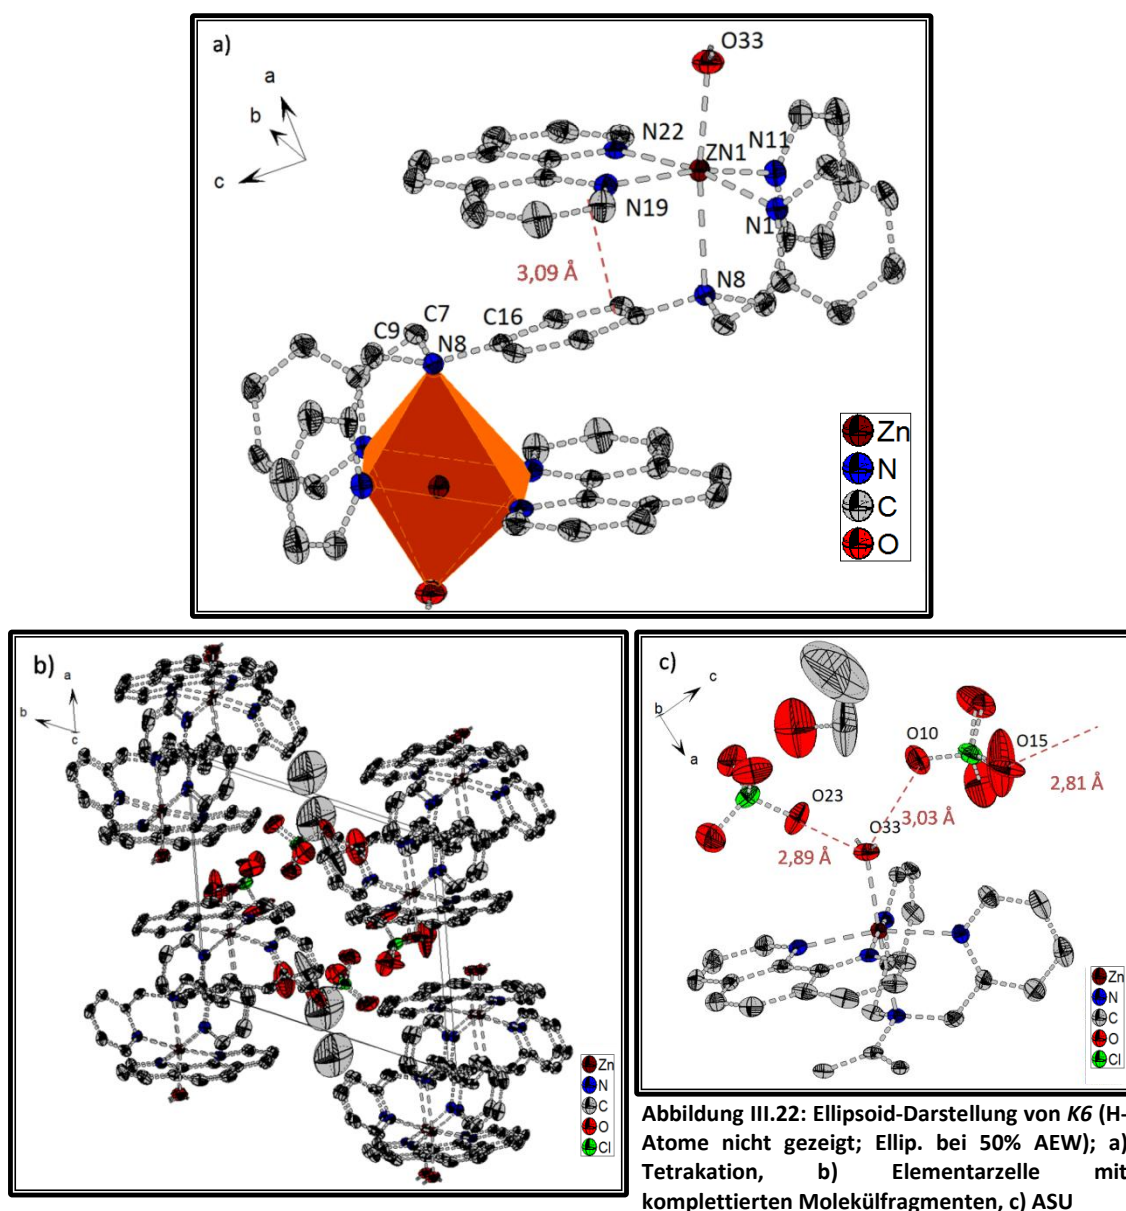 a)
a
b
c
O33
N22
ZN1
N11
N19
N1
3,09 Å
N8
C7
C16
C9
N8
Zn
N
C
O
b)
a
b
c
Zn
N
C
O
Cl
c)
c
b
a
O10
O15
2,81 Å
O23
3,03 Å
O33
2,89 Å
Zn
N
C
O
Cl
Abbildung III.22: Ellipsoid-Darstellung von K6 (H-
Atome nicht gezeigt; Ellip. bei 50% AEW); a)
Tetrakation, b) Elementarzelle mit
komplettierten Molekülfragmenten, c) ASU